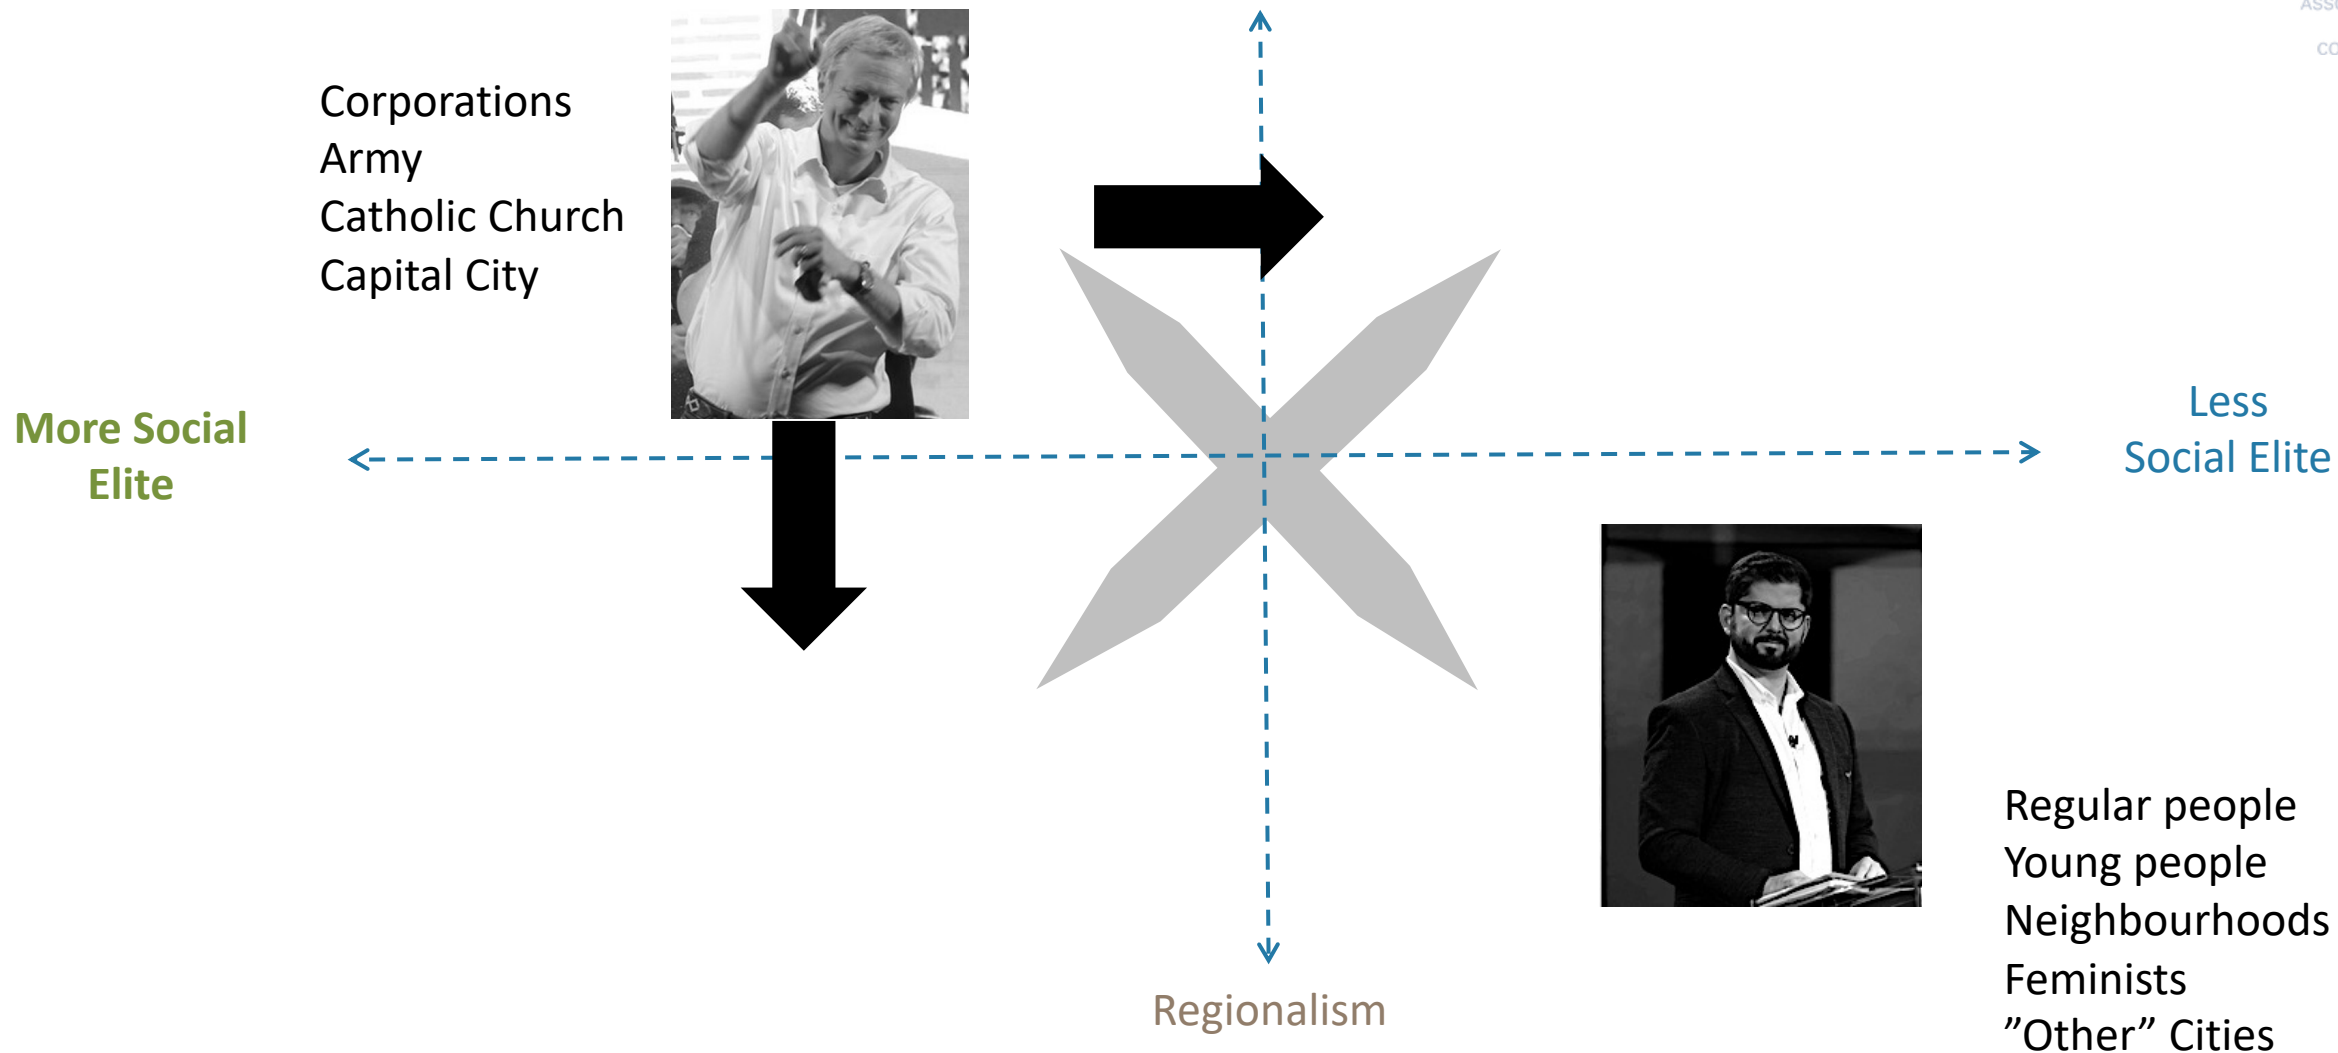 Corporations
Army
Catholic Church
Capital City
More Social
Elite
Less
Social Elite
Regular people
Young people
Neighbourhoods
Feminists
”Other” Cities
Regionalism